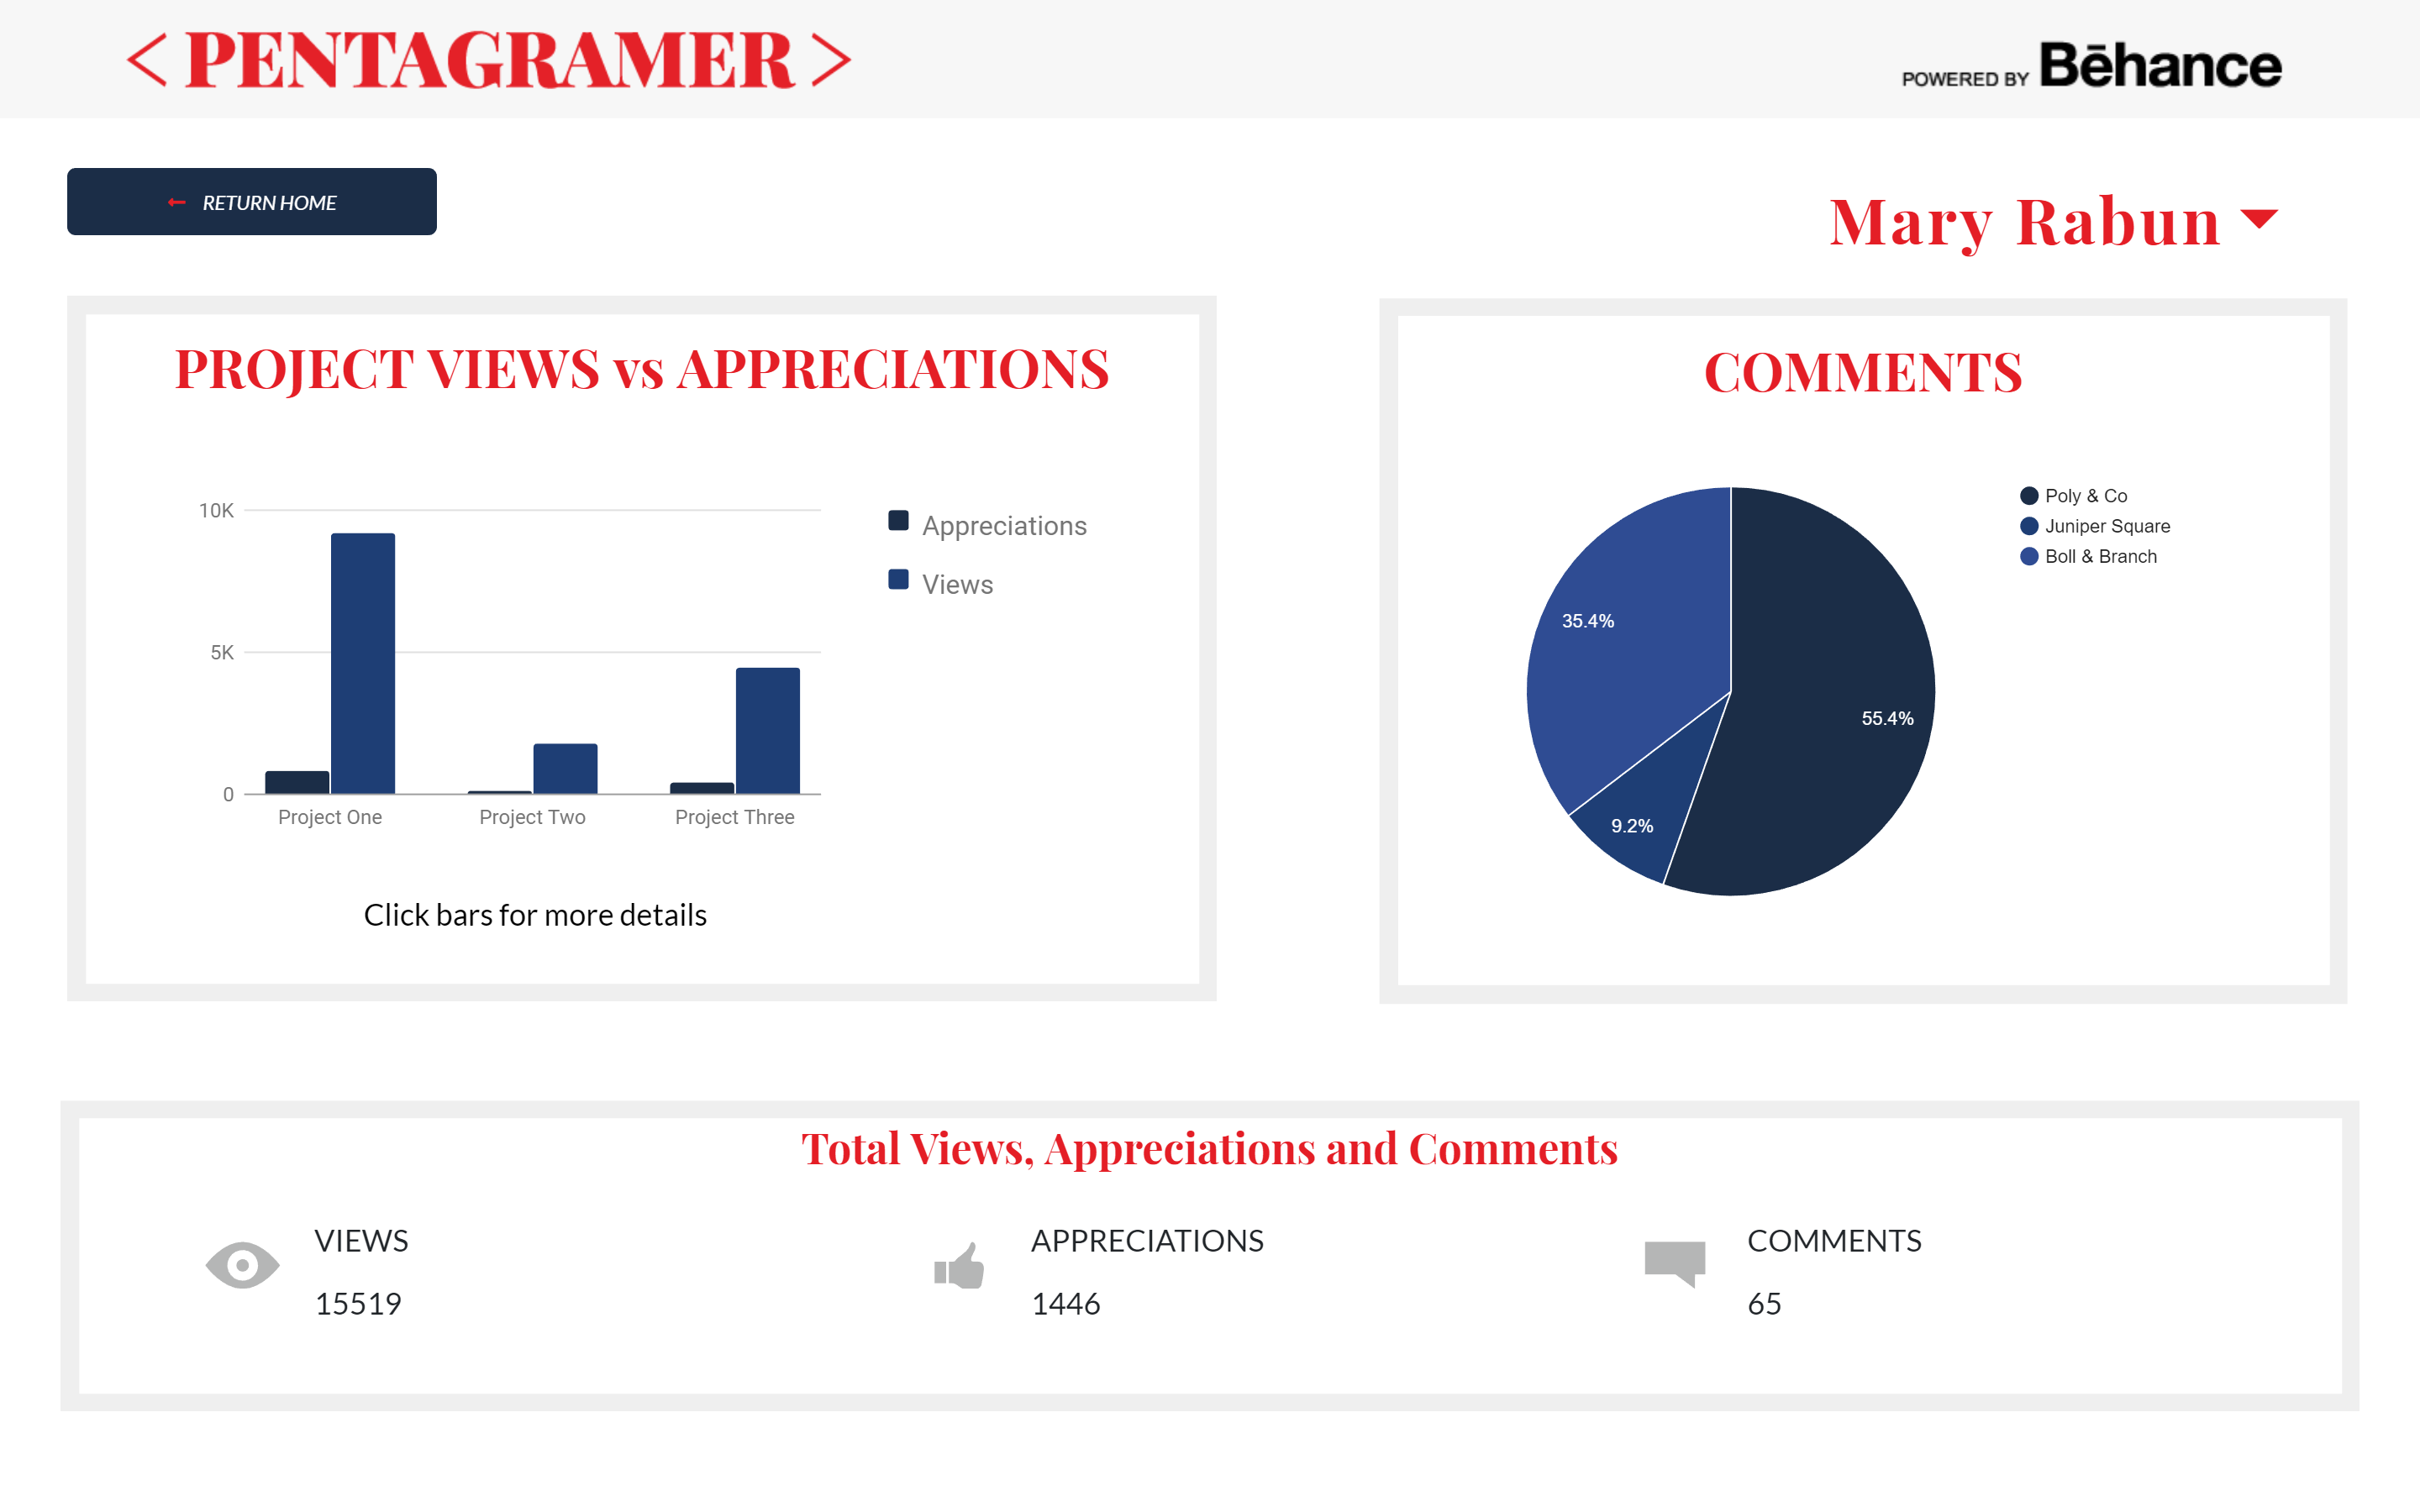 < PENTAGRAMER >
POWERED BY Bēhance
← RETURN HOME
Mary Rabun
PROJECT VIEWS vs APPRECIATIONS
10K
5K
0
Project One Project Two Project Three
Appreciations
Views
Click bars for more details
COMMENTS
35.4%
9.2%
55.4%
Poly & Co
Juniper Square
Boll & Branch
Total Views, Appreciations and Comments
VIEWS
15519
APPRECIATIONS
1446
COMMENTS
65